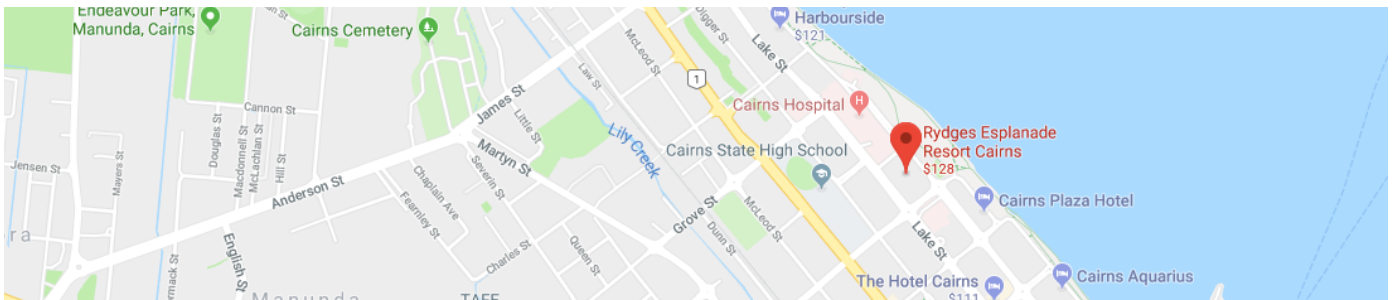 Endeavour Park,
Manunda, Cairns
Cairns Cemetery
McLeod St
Digger St
Harbourside
$121
Lake St
1
Law St
James St
Cannon St
Little St
Cairns Hospital
H
Rydges Esplanade
Resort Cairns
$128
Douglas St
Macdonnell St
McLachlan St
Hill St
Lily Creek
Martyn St
Cairns State High School
Jensen St
Mayers St
Anderson St
Chaplain Ave
Severin St
Fearnley St
Cairns Plaza Hotel
Grove St
McLeod St
Dunn St
Lake St
English St
Queen St
Charles St
Cairns Aquarius
The Hotel Cairns
$111
Manunda
TAFE